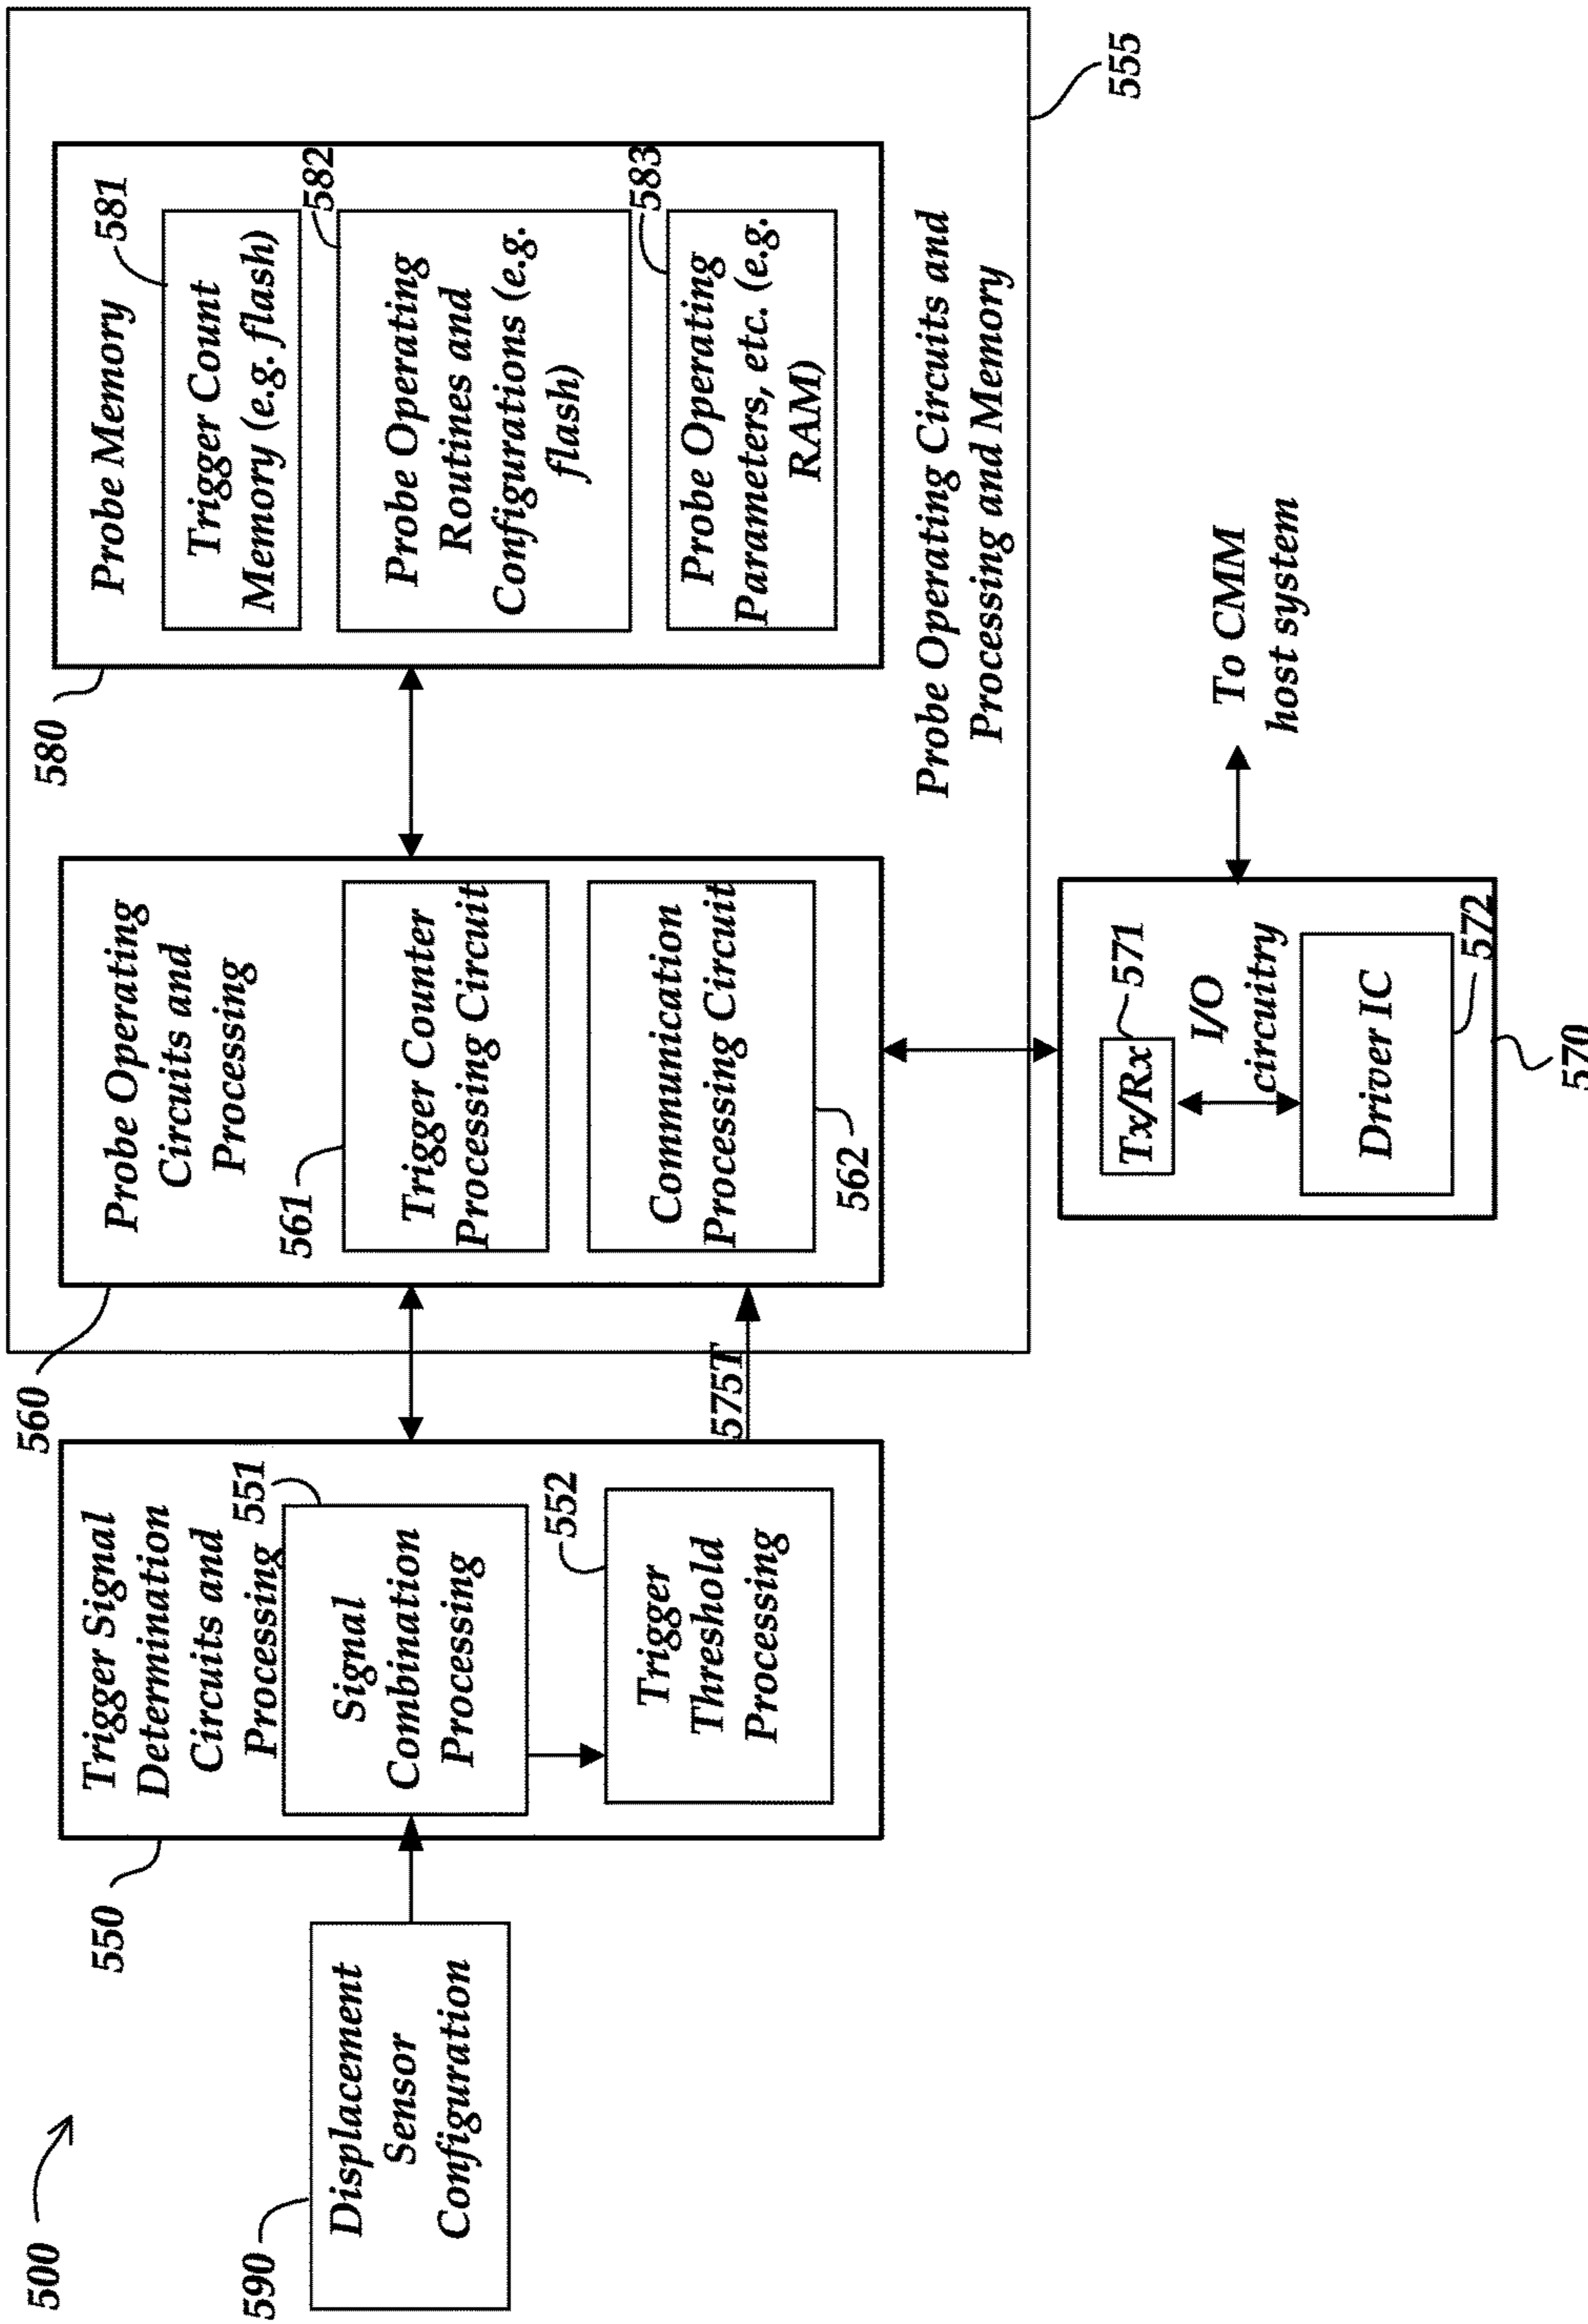 500
590
Displacement
Sensor
Configuration
550
Trigger Signal
Determination
Circuits and
Processing
551
Signal
Combination
Processing
552
Trigger
Threshold
Processing
575T
560
Probe Operating
Circuits and
Processing
561
Trigger Counter
Processing Circuit
Communication
Processing Circuit
562
580
Probe Memory
581
Trigger Count
Memory (e.g. flash)
582
Probe Operating
Routines and
Configurations (e.g.
flash)
583
Probe Operating
Parameters, etc. (e.g.
RAM)
Probe Operating Circuits and
Processing and Memory
555
Tx/Rx
571
I/O
circuitry
Driver IC
572
570
To CMM
host system